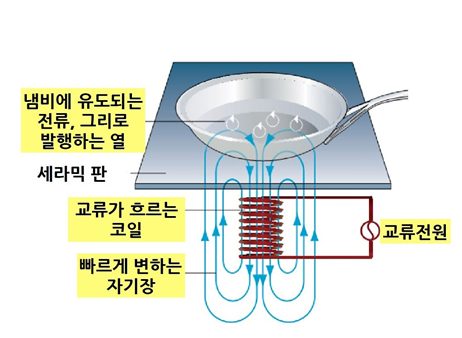 냄비에 유도되는
전류, 그리로
발행하는 열
세라믹 판
교류가 흐르는
코일
교류전원
빠르게 변하는
자기장